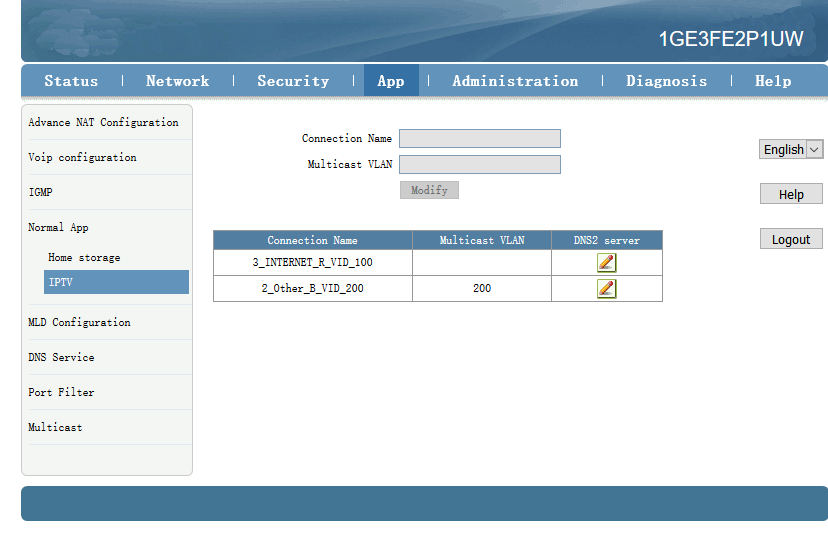 1GE3FE2P1UW
Status | Network | Security | App | Administration | Diagnosis | Help
Advance NAT Configuration
Voip configuration
IGMP
Normal App
Home storage
IPTV
MLD Configuration
DNS Service
Port Filter
Multicast
Connection Name
Multicast VLAN
Modify
Connection Name Multicast VLAN DNS2 server
3_INTERNET_R_VID_100
2_Other_B_VID_200 200
English
Help
Logout